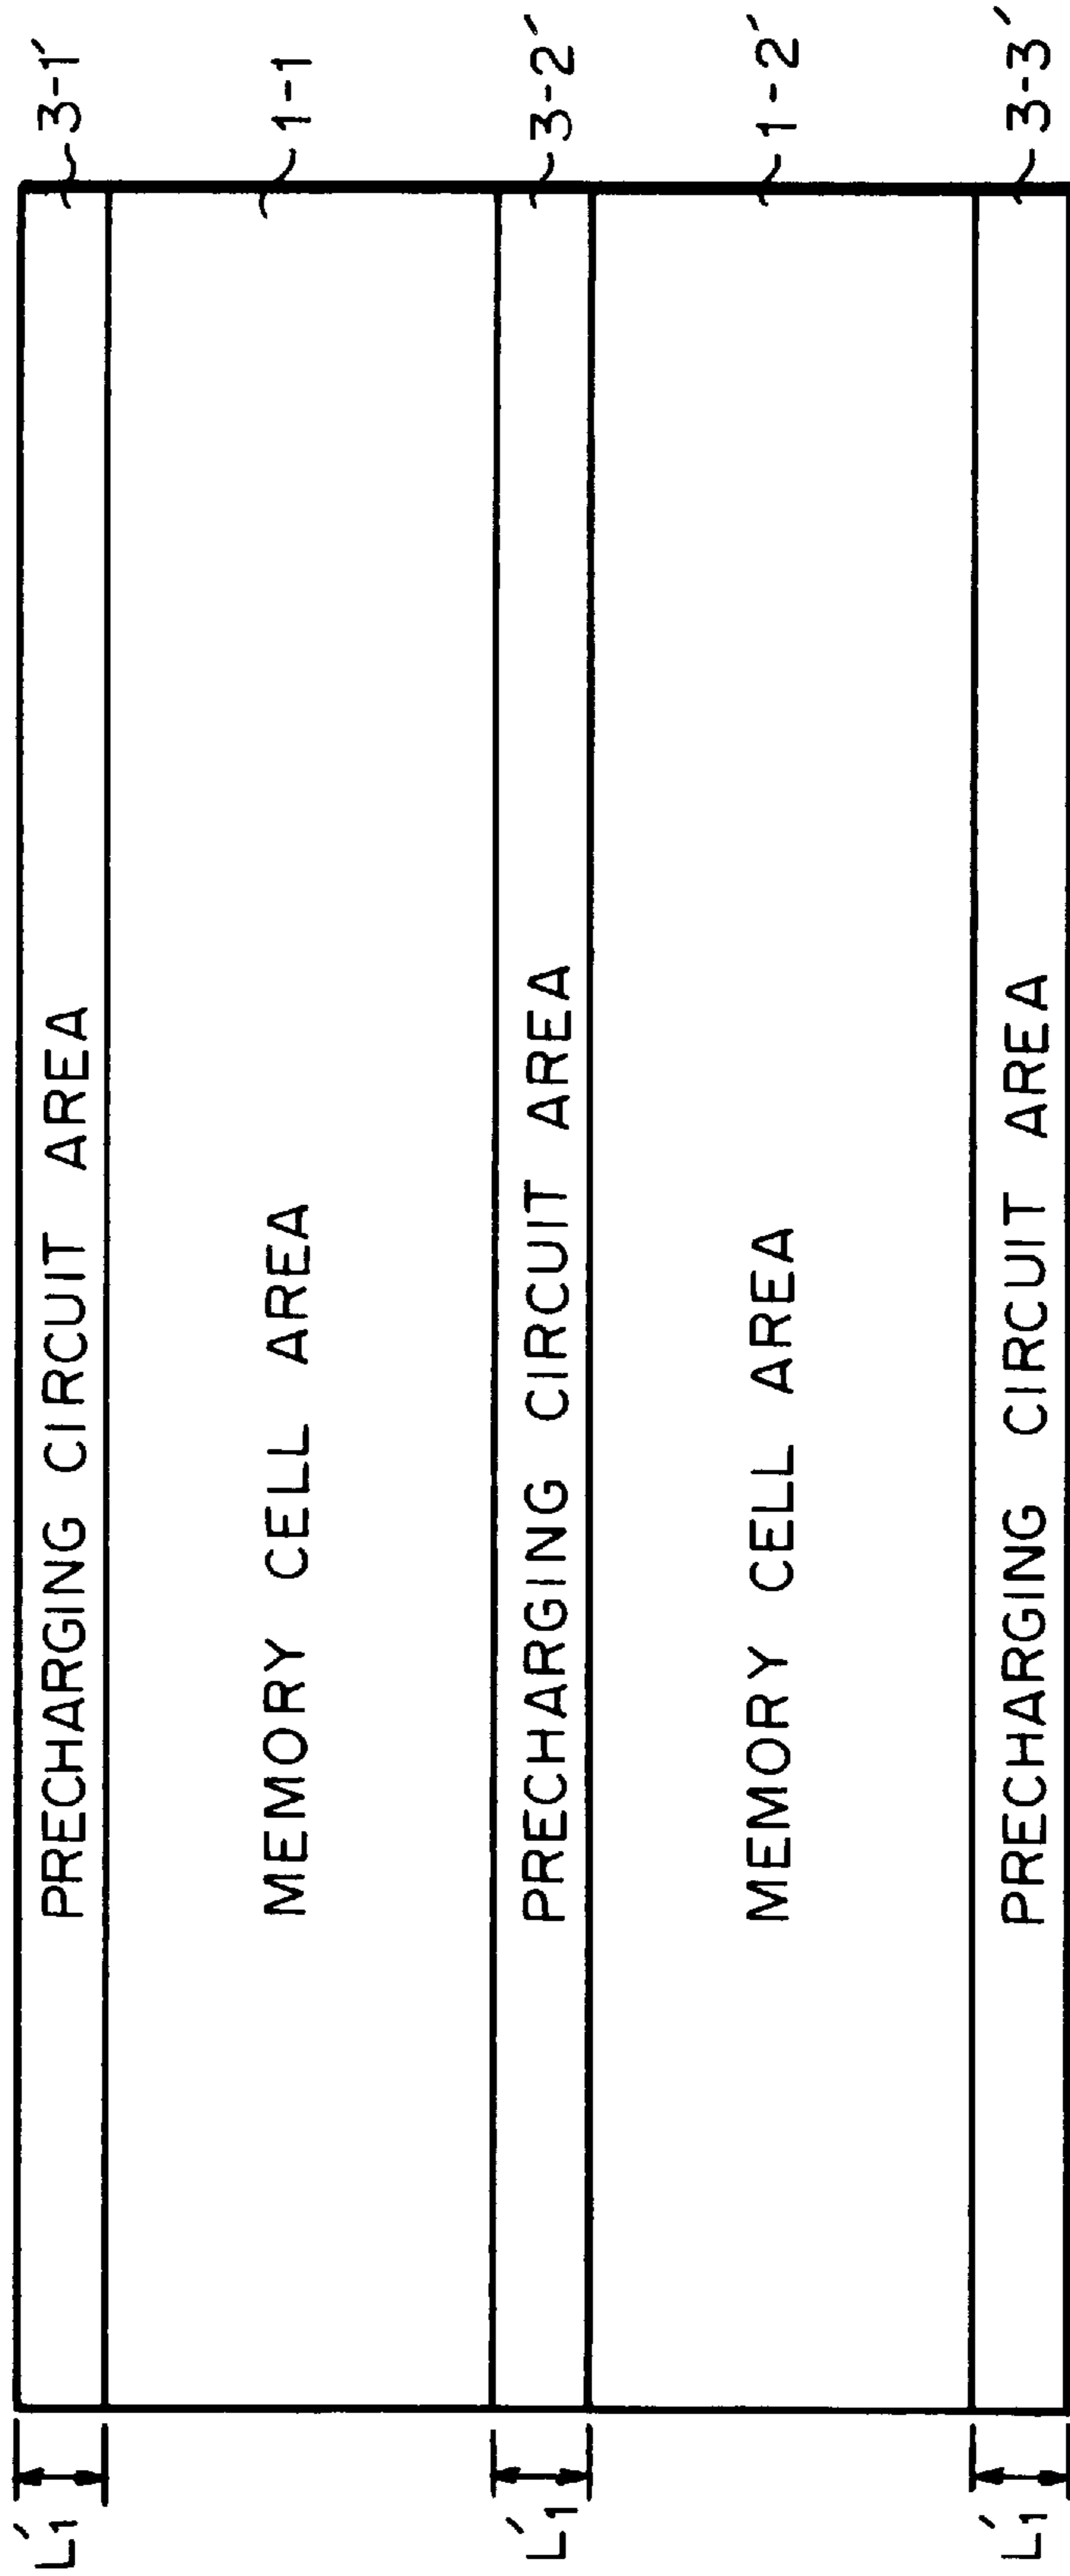 L'1 PRECHARGING CIRCUIT AREA 3-1'
MEMORY CELL AREA 1-1
L'1 PRECHARGING CIRCUIT AREA 3-2'
MEMORY CELL AREA 1-2'
L'1 PRECHARGING CIRCUIT AREA 3-3'